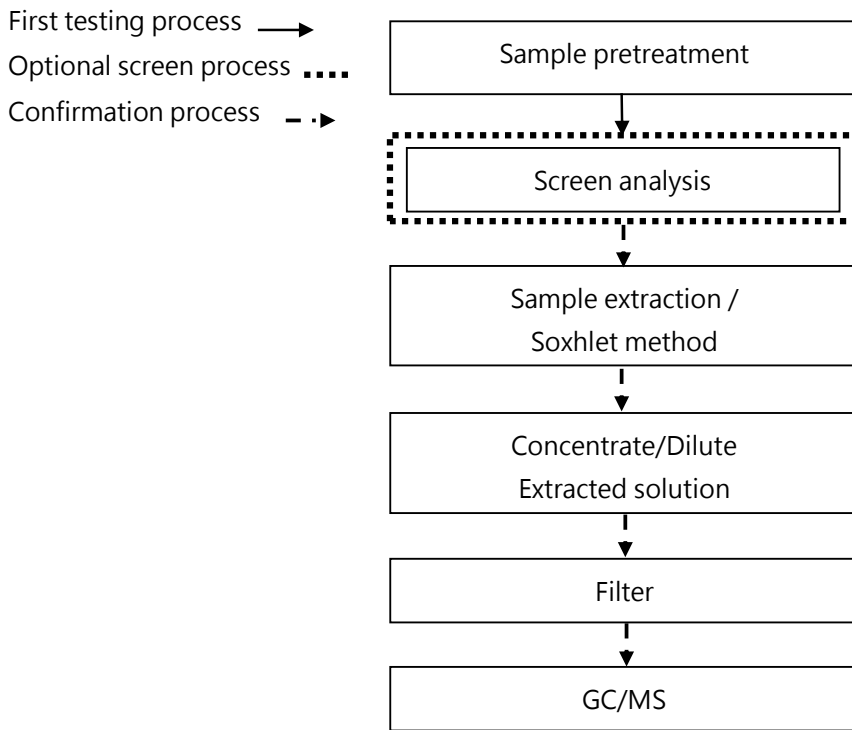 First testing process
Optional screen process
Confirmation process
Sample pretreatment
Screen analysis
Sample extraction /
Soxhlet method
Concentrate/Dilute
Extracted solution
Filter
GC/MS